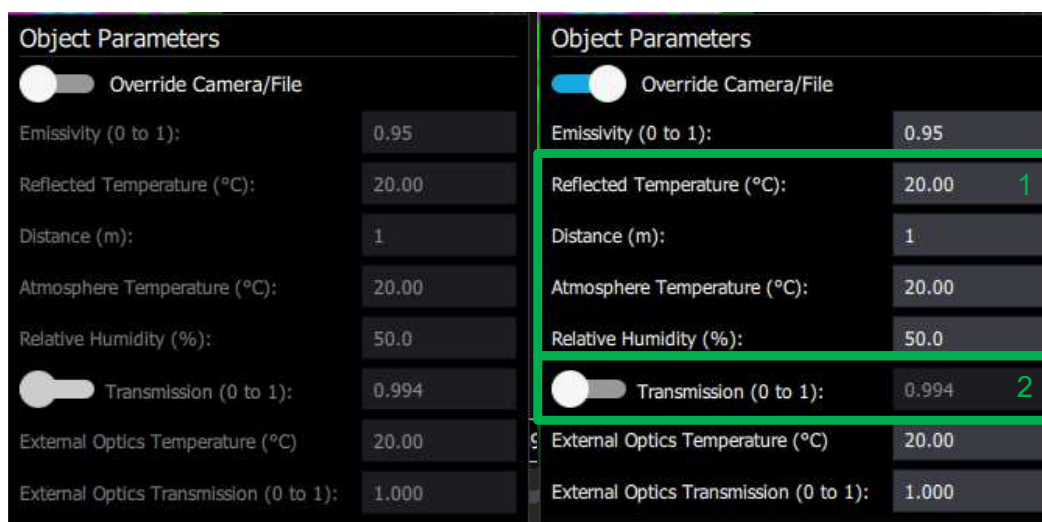 Object Parameters
Override Camera/File
Emissivity (0 to 1): 0.95
Reflected Temperature (°C): 20.00
Distance (m): 1
Atmosphere Temperature (°C): 20.00
Relative Humidity (%): 50.0
Transmission (0 to 1): 0.994
External Optics Temperature (°C) 20.00
External Optics Transmission (0 to 1): 1.000
Object Parameters
Override Camera/File
Emissivity (0 to 1): 0.95
Reflected Temperature (°C): 20.00 1
Distance (m): 1
Atmosphere Temperature (°C): 20.00
Relative Humidity (%): 50.0
Transmission (0 to 1): 0.994 2
External Optics Temperature (°C) 20.00
External Optics Transmission (0 to 1): 1.000